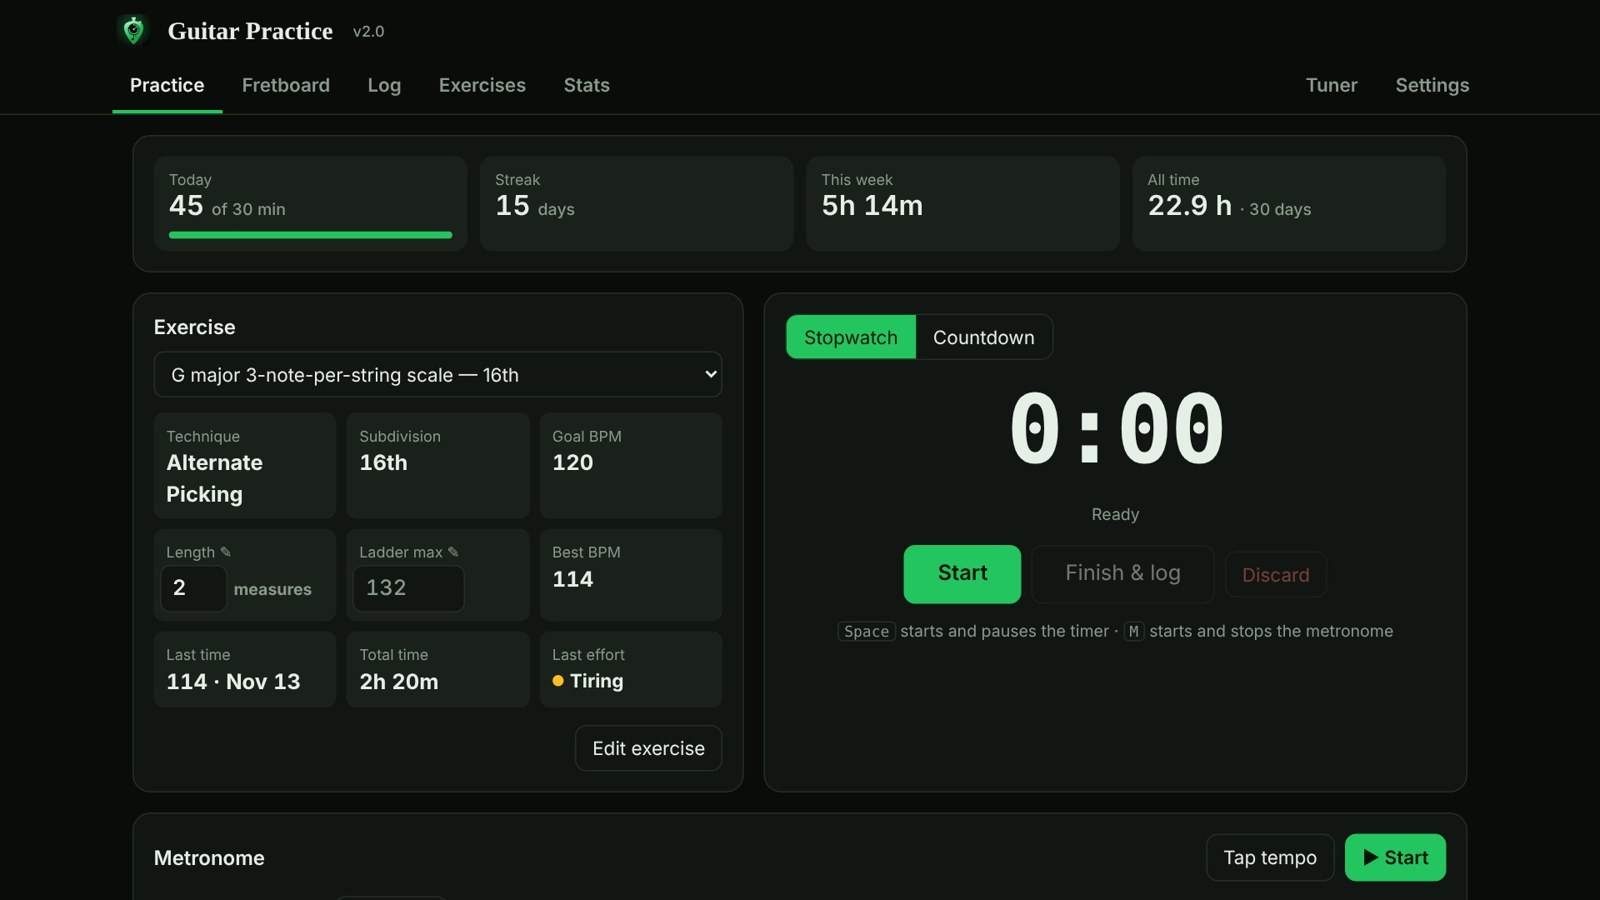 Guitar Practice v2.0
Practice Fretboard Log Exercises Stats Tuner Settings
Today
45 of 30 min
Streak
15 days
This week
5h 14m
All time
22.9 h · 30 days
Exercise
G major 3-note-per-string scale — 16th
Technique
Alternate
Picking
Subdivision
16th
Goal BPM
120
Length ✎
2 measures
Ladder max ✎
132
Best BPM
114
Last time
114 · Nov 13
Total time
2h 20m
Last effort
Tiring
Edit exercise
Stopwatch Countdown
0:00
Ready
Start Finish & log Discard
Space starts and pauses the timer · M starts and stops the metronome
Metronome
Tap tempo ▶ Start